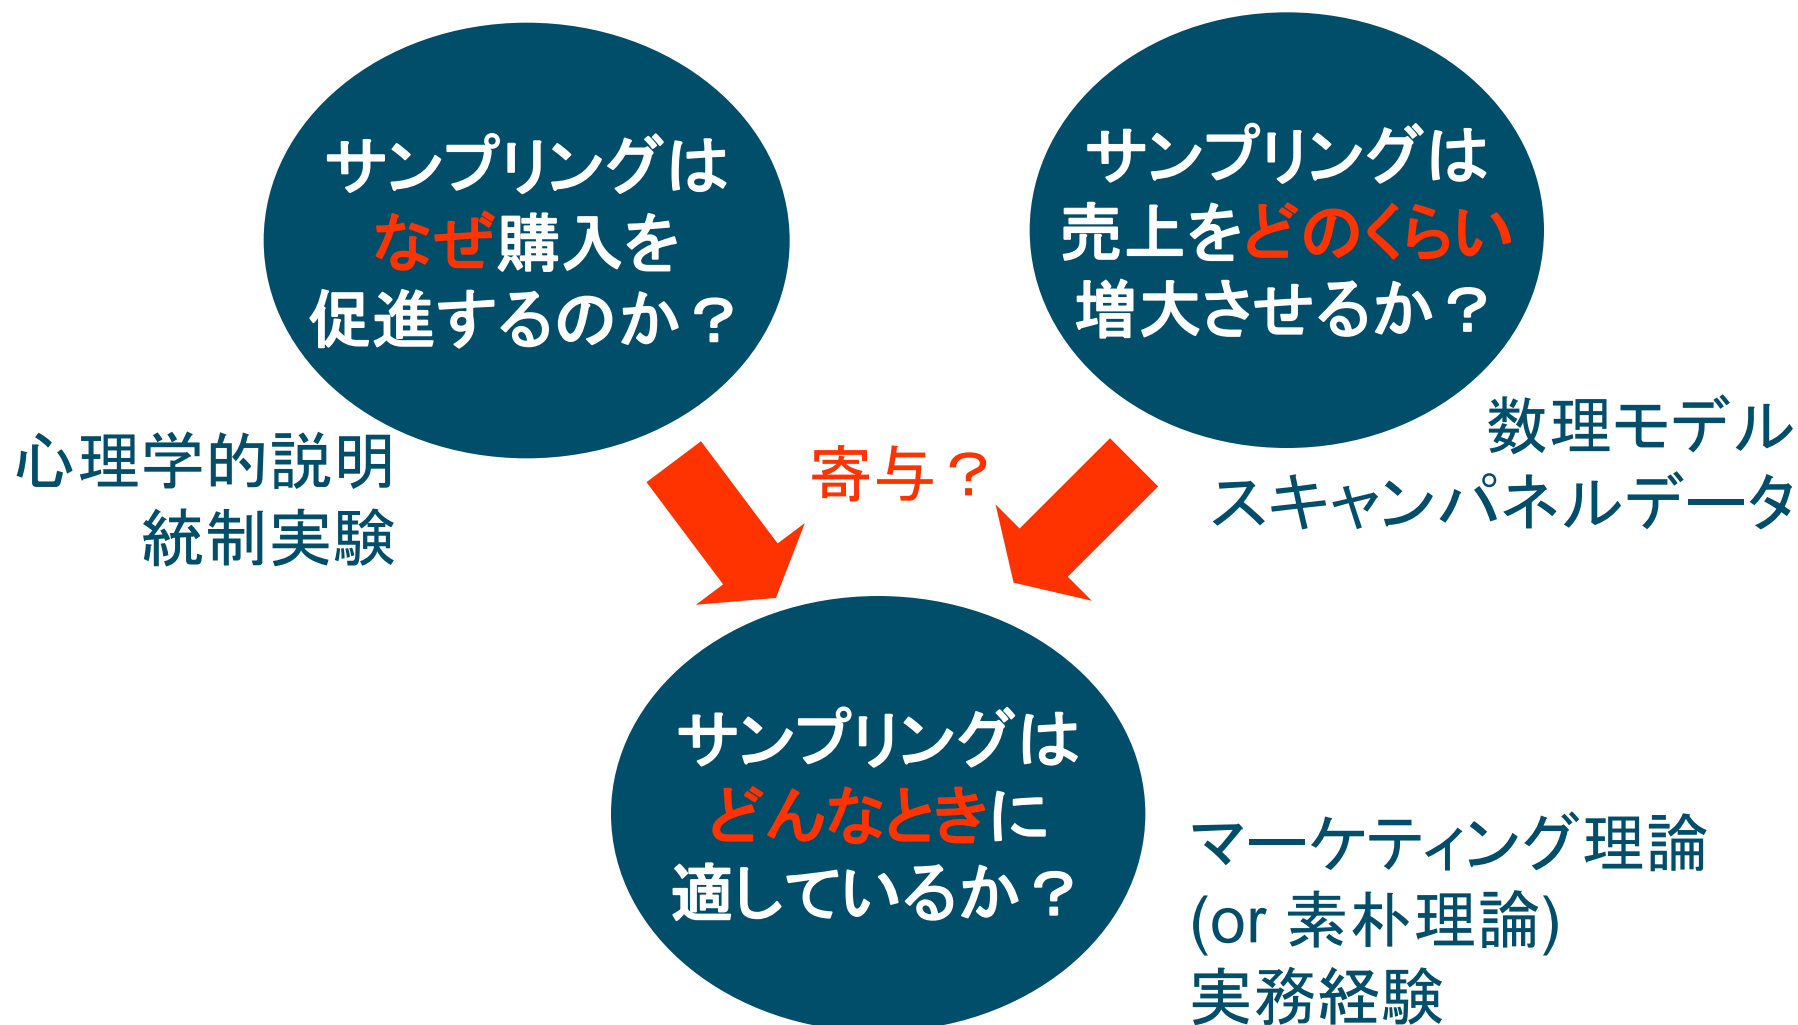 サンプリングは
なぜ購入を
促進するのか？
サンプリングは
売上をどのくらい
増大させるか？
心理学的説明
統制実験
寄与？
数理モデル
スキャンパネルデータ
サンプリングは
どんなときに
適しているか？
マーケティング理論
(or 素朴理論)
実務経験